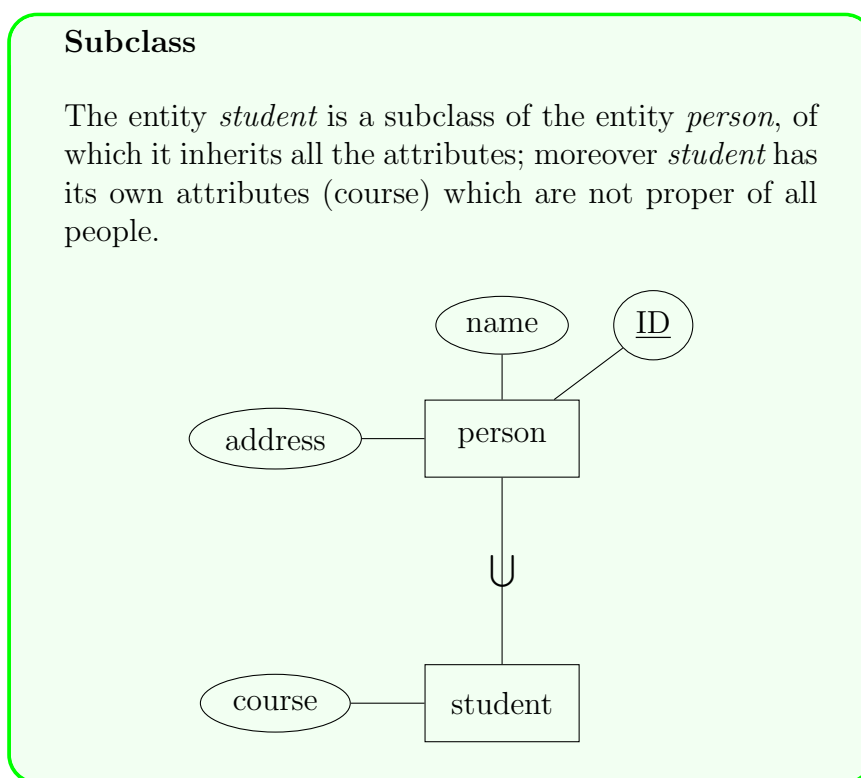 Subclass
The entity student is a subclass of the entity person, of
which it inherits all the attributes; moreover student has
its own attributes (course) which are not proper of all
people.
name
ID
address
person
∪
course
student